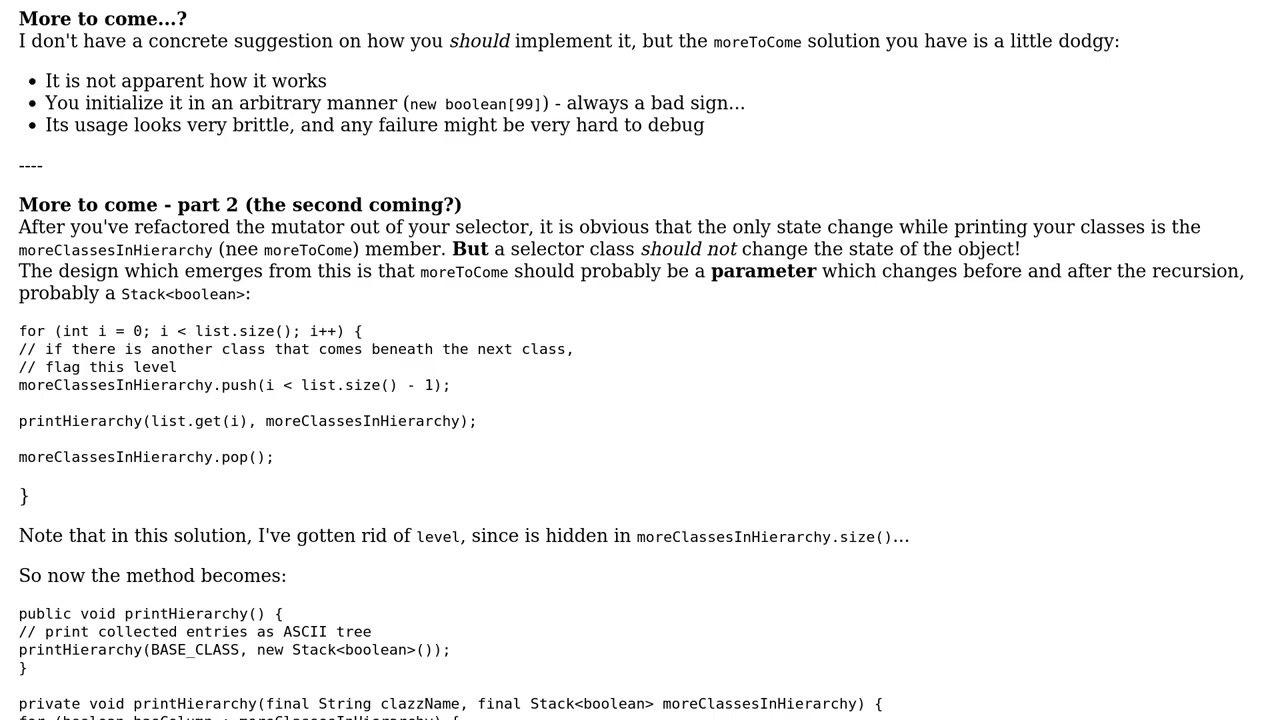 More to come...?
I don't have a concrete suggestion on how you should implement it, but the moreToCome solution you have is a little dodgy:
• It is not apparent how it works
• You initialize it in an arbitrary manner (new boolean[99]) - always a bad sign...
• Its usage looks very brittle, and any failure might be very hard to debug
----
More to come - part 2 (the second coming?)
After you've refactored the mutator out of your selector, it is obvious that the only state change while printing your classes is the
moreClassesInHierarchy (nee moreToCome) member. But a selector class should not change the state of the object!
The design which emerges from this is that moreToCome should probably be a parameter which changes before and after the recursion,
probably a Stack<boolean>:
for (int i = 0; i < list.size(); i++) {
// if there is another class that comes beneath the next class,
// flag this level
moreClassesInHierarchy.push(i < list.size() - 1);
printHierarchy(list.get(i), moreClassesInHierarchy);
moreClassesInHierarchy.pop();
}
Note that in this solution, I've gotten rid of level, since is hidden in moreClassesInHierarchy.size()...
So now the method becomes:
public void printHierarchy() {
// print collected entries as ASCII tree
printHierarchy(BASE_CLASS, new Stack<boolean>());
}
private void printHierarchy(final String clazzName, final Stack<boolean> moreClassesInHierarchy) {
for (boolean hasColumn : moreClassesInHierarchy) {